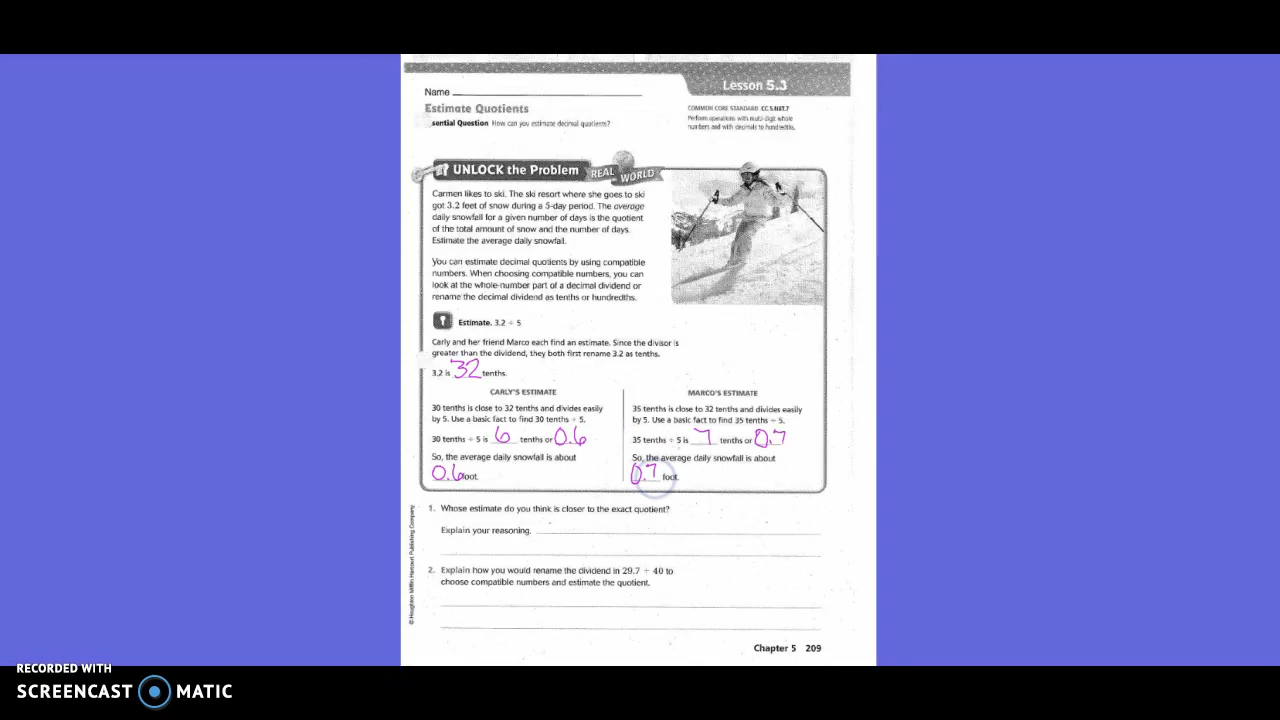 Lesson 5.3
Name
Estimate Quotients
COMMON CORE STANDARD CC.5.NBT.7
Perform operations with multi-digit whole
numbers and with decimals to hundredths.
sential Question How can you estimate decimal quotients?
UNLOCK the Problem REAL WORLD
Carmen likes to ski. The ski resort where she goes to ski
got 3.2 feet of snow during a 5-day period. The average
daily snowfall for a given number of days is the quotient
of the total amount of snow and the number of days.
Estimate the average daily snowfall.
You can estimate decimal quotients by using compatible
numbers. When choosing compatible numbers, you can
look at the whole-number part of a decimal dividend or
rename the decimal dividend as tenths or hundredths.
Estimate. 3.2 ÷ 5
Carly and her friend Marco each find an estimate. Since the divisor is
greater than the dividend, they both first rename 3.2 as tenths.
3.2 is 32 tenths.
CARLY'S ESTIMATE
30 tenths is close to 32 tenths and divides easily
by 5. Use a basic fact to find 30 tenths ÷ 5.
30 tenths ÷ 5 is 6 tenths or 0.6
So, the average daily snowfall is about
0.6 foot.
MARCO'S ESTIMATE
35 tenths is close to 32 tenths and divides easily
by 5. Use a basic fact to find 35 tenths ÷ 5.
35 tenths ÷ 5 is 7 tenths or 0.7
So, the average daily snowfall is about
0.7 foot.
1. Whose estimate do you think is closer to the exact quotient?
Explain your reasoning.
2. Explain how you would rename the dividend in 29.7 ÷ 40 to
choose compatible numbers and estimate the quotient.
© Houghton Mifflin Harcourt Publishing Company
Chapter 5 209
RECORDED WITH
SCREENCAST MATIC